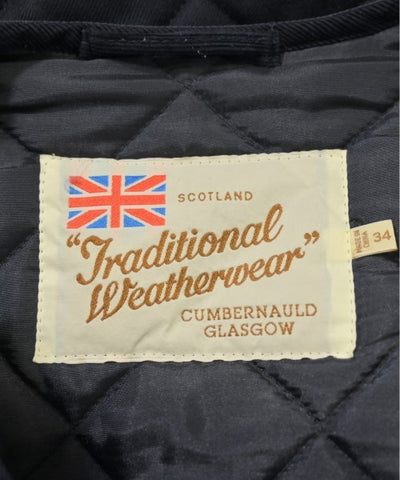 SCOTLAND
"Traditional
Weatherwear"
CUMBERNAULD
GLASGOW
MADE IN
CHINA
34